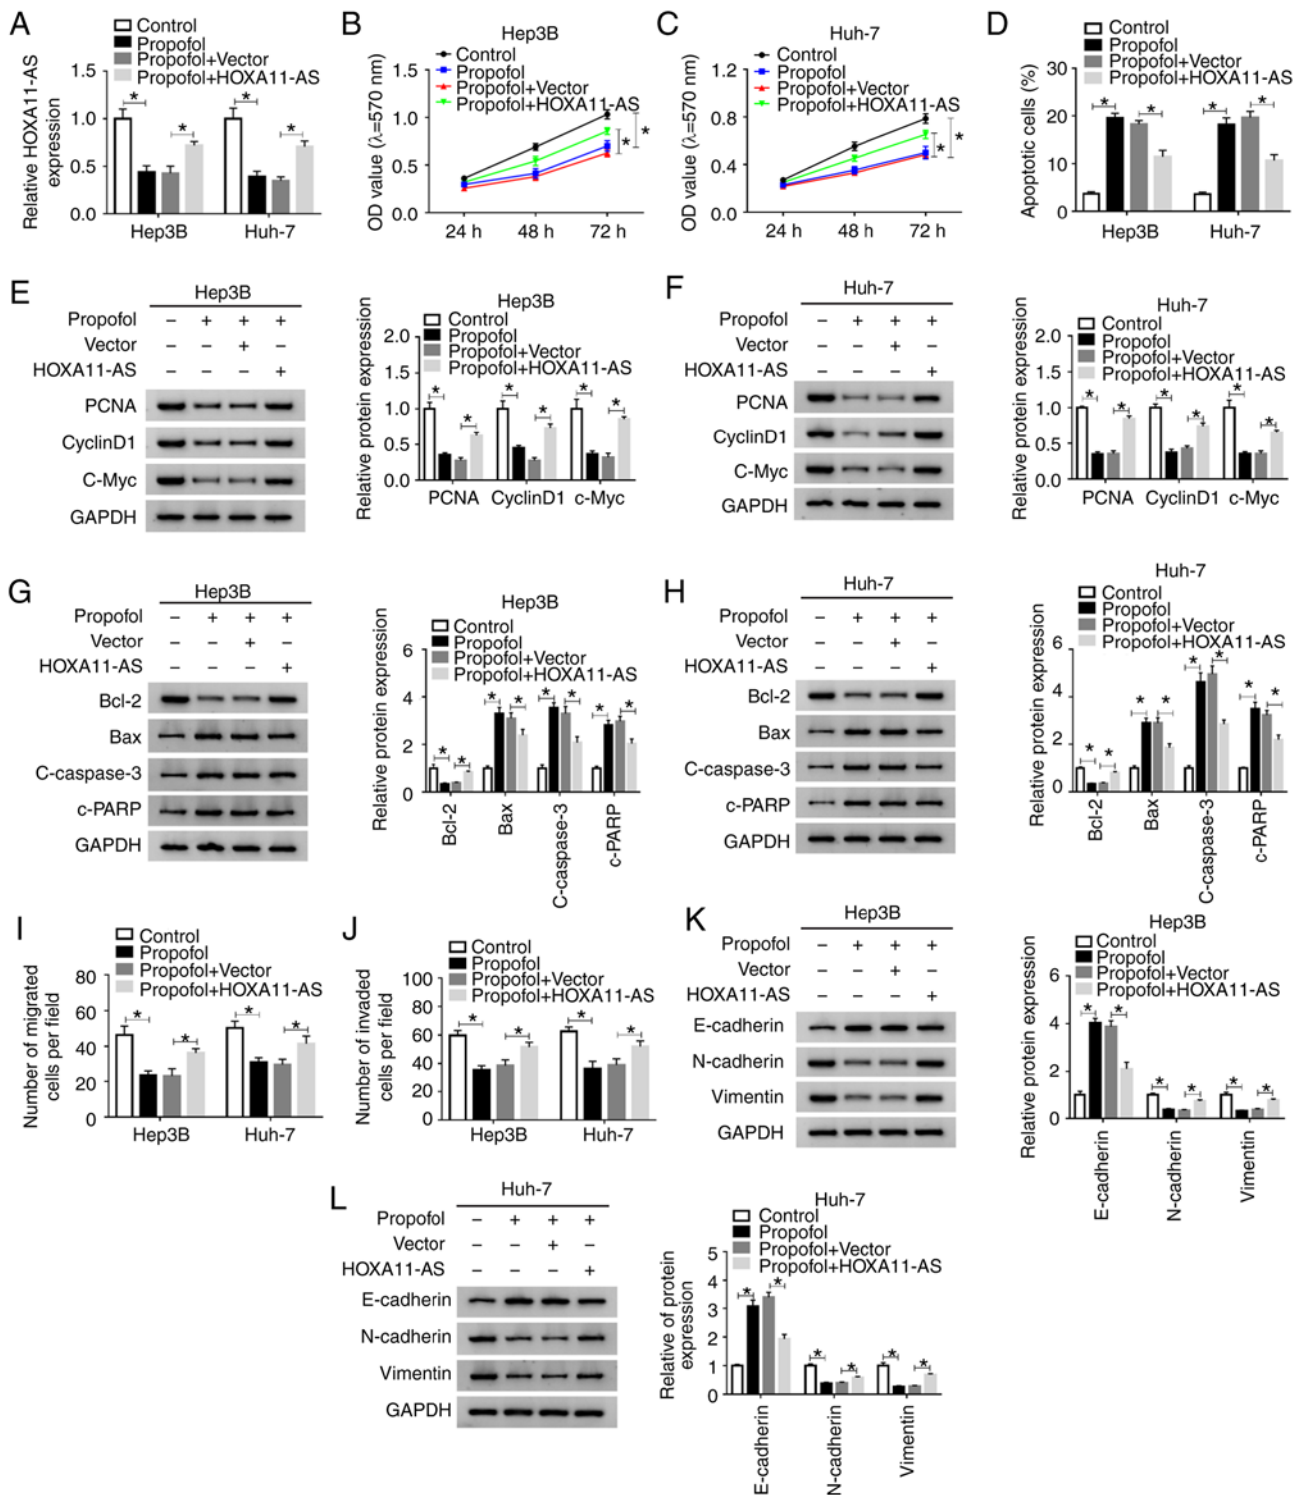 A
Control
Propofol
Propofol+Vector
Propofol+HOXA11-AS
Relative HOXA11-AS
expression
1.5
1.0
0.5
0.0
* * * *
Hep3B Huh-7
B
Hep3B
Control
Propofol
Propofol+Vector
Propofol+HOXA11-AS
OD value (λ=570 nm)
1.5
1.0
0.5
0.0
* *
24 h 48 h 72 h
C
Huh-7
Control
Propofol
Propofol+Vector
Propofol+HOXA11-AS
OD value (λ=570 nm)
1.2
0.8
0.4
0.0
* *
24 h 48 h 72 h
D
Control
Propofol
Propofol+Vector
Propofol+HOXA11-AS
Apoptotic cells (%)
30
20
10
0
* * * *
Hep3B Huh-7
E
Hep3B
Propofol − + + +
Vector − − + −
HOXA11-AS − − − +
PCNA
CyclinD1
C-Myc
GAPDH
Hep3B
Control
Propofol
Propofol+Vector
Propofol+HOXA11-AS
Relative protein expression
2.0
1.5
1.0
0.5
0.0
* * * * * *
PCNA CyclinD1 c-Myc
F
Huh-7
Propofol − + + +
Vector − − + −
HOXA11-AS − − − +
PCNA
CyclinD1
C-Myc
GAPDH
Huh-7
Control
Propofol
Propofol+Vector
Propofol+HOXA11-AS
Relative protein expression
2.0
1.5
1.0
0.5
0.0
* * * * * *
PCNA CyclinD1 c-Myc
G
Hep3B
Propofol − + + +
Vector − − + −
HOXA11-AS − − − +
Bcl-2
Bax
C-caspase-3
c-PARP
GAPDH
Hep3B
Control
Propofol
Propofol+Vector
Propofol+HOXA11-AS
Relative protein expression
6
4
2
0
* * * * * * * *
Bcl-2 Bax C-caspase-3 c-PARP
H
Huh-7
Propofol − + + +
Vector − − + −
HOXA11-AS − − − +
Bcl-2
Bax
C-caspase-3
c-PARP
GAPDH
Huh-7
Control
Propofol
Propofol+Vector
Propofol+HOXA11-AS
Relative protein expression
6
4
2
0
* * * * * * * *
Bcl-2 Bax C-caspase-3 c-PARP
I
Control
Propofol
Propofol+Vector
Propofol+HOXA11-AS
Number of migrated
cells per field
80
60
40
20
0
* * * *
Hep3B Huh-7
J
Control
Propofol
Propofol+Vector
Propofol+HOXA11-AS
Number of invaded
cells per field
100
80
60
40
20
0
* * * *
Hep3B Huh-7
K
Hep3B
Propofol − + + +
Vector − − + −
HOXA11-AS − − − +
E-cadherin
N-cadherin
Vimentin
GAPDH
Hep3B
Control
Propofol
Propofol+Vector
Propofol+HOXA11-AS
Relative protein expression
6
4
2
0
* * * * * *
E-cadherin N-cadherin Vimentin
L
Huh-7
Propofol − + + +
Vector − − + −
HOXA11-AS − − − +
E-cadherin
N-cadherin
Vimentin
GAPDH
Huh-7
Control
Propofol
Propofol+Vector
Propofol+HOXA11-AS
Relative of protein
expression
5
4
3
2
1
0
* * * * * *
E-cadherin N-cadherin Vimentin